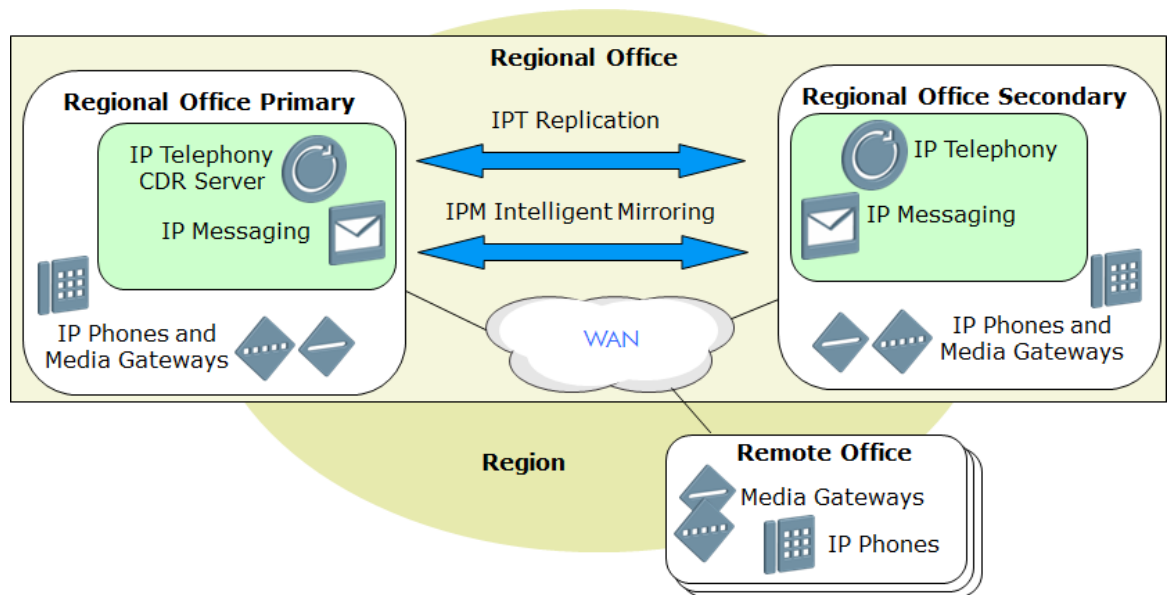 Regional Office
Regional Office Primary
IP Telephony
CDR Server
IP Messaging
IP Phones and
Media Gateways
IPT Replication
IPM Intelligent Mirroring
WAN
Regional Office Secondary
IP Telephony
IP Messaging
IP Phones and
Media Gateways
Region
Remote Office
Media Gateways
IP Phones